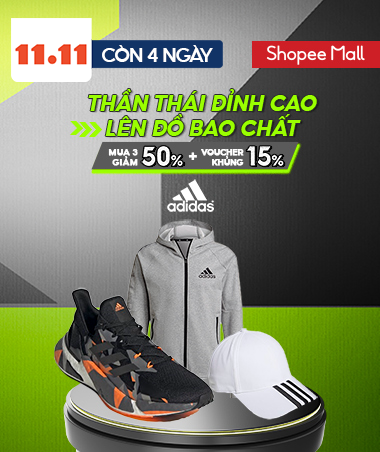 11.11 CÒN 4 NGÀY Shopee Mall
THẦN THÁI ĐỈNH CAO
LÊN ĐỒ BAO CHẤT
MUA 3 GIẢM 50% + VOUCHER KHỦNG 15%
adidas
adidas